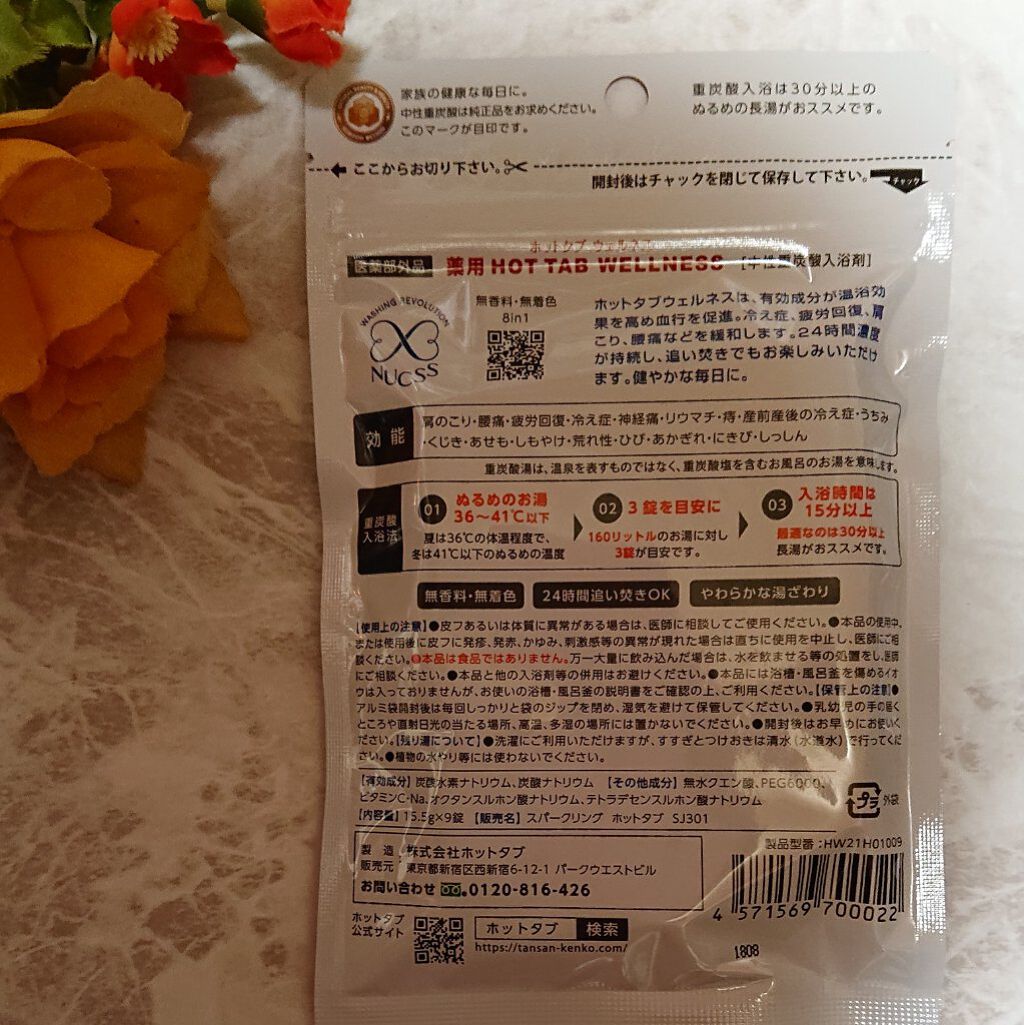 家族の健康な毎日に。
中性重炭酸は純正品をお求めください。
このマークが目印です。
重炭酸入浴は30分以上の
ぬるめの長湯がおススメです。
ここからお切り下さい。
開封後はチャックを閉じて保存して下さい。
チャック
ホットタブ ウェルネス
医薬部外品 薬用 HOT TAB WELLNESS [中性重炭酸入浴剤]
WASHING REVOLUTION
NUCSS
無香料・無着色
8in1
ホットタブウェルネスは、有効成分が温浴効
果を高め血行を促進。冷え症、疲労回復、肩
こり、腰痛などを緩和します。24時間濃度
が持続し、追い焚きでもお楽しみいただけ
ます。健やかな毎日に。
効能
肩のこり・腰痛・疲労回復・冷え症・神経痛・リウマチ・痔・産前産後の冷え症・うちみ
・くじき・あせも・しもやけ・荒れ性・ひび・あかぎれ・にきび・しっしん
重炭酸湯は、温泉を表すものではなく、重炭酸塩を含むお風呂のお湯を意味します。
重炭酸
入浴法
01 ぬるめのお湯
36〜41℃以下
夏は36℃の体温程度で、
冬は41℃以下のぬるめの温度
02 3錠を目安に
160リットルのお湯に対し
3錠が目安です。
03 入浴時間は
15分以上
最適なのは30分以上
長湯がおススメです。
無香料・無着色 24時間追い焚きOK やわらかな湯ざわり
【使用上の注意】●皮フあるいは体質に異常がある場合は、医師に相談してご使用ください。●本品の使用中、
または使用後に皮フに発疹、発赤、かゆみ、刺激感等の異常が現れた場合は直ちに使用を中止し、医師にご相
談ください。●本品は食品ではありません。万一大量に飲み込んだ場合は、水を飲ませる等の処置をし、医師
にご相談ください。●本品と他の入浴剤等の併用はお避けください。●本品には浴槽・風呂釜を傷めるイオ
ウは入っておりませんが、お使いの浴槽・風呂釜の説明書をご確認の上、ご利用ください。【保管上の注意】●
アルミ袋開封後は毎回しっかりと袋のジップを閉め、湿気を避けて保管してください。●乳幼児の手の届く
ところや直射日光の当たる場所、高温、多湿の場所には置かないでください。●開封後はお早うにお使いく
ださい。【残り湯について】●洗濯にご利用いただけますが、すすぎとつけおきは清水(水道水)で行ってくだ
さい。●植物の水やり等には使わないでください。
【有効成分】炭酸水素ナトリウム、炭酸ナトリウム 【その他成分】無水クエン酸、PEG6000、
ビタミンC・Na、オクタンスルホン酸ナトリウム、テトラデセンスルホン酸ナトリウム
【内容量】15.5g×9錠 【販売名】スパークリング ホットタブ SJ301
プラ 外袋
製造
販売元 : 株式会社ホットタブ
東京都新宿区西新宿6-12-1 パークウエストビル
お問い合わせ 0120-816-426
製品型番:HW21H01009
4 571569 700022
ホットタブ
公式サイト
ホットタブ 検索
https://tansan-kenko.com/
1808